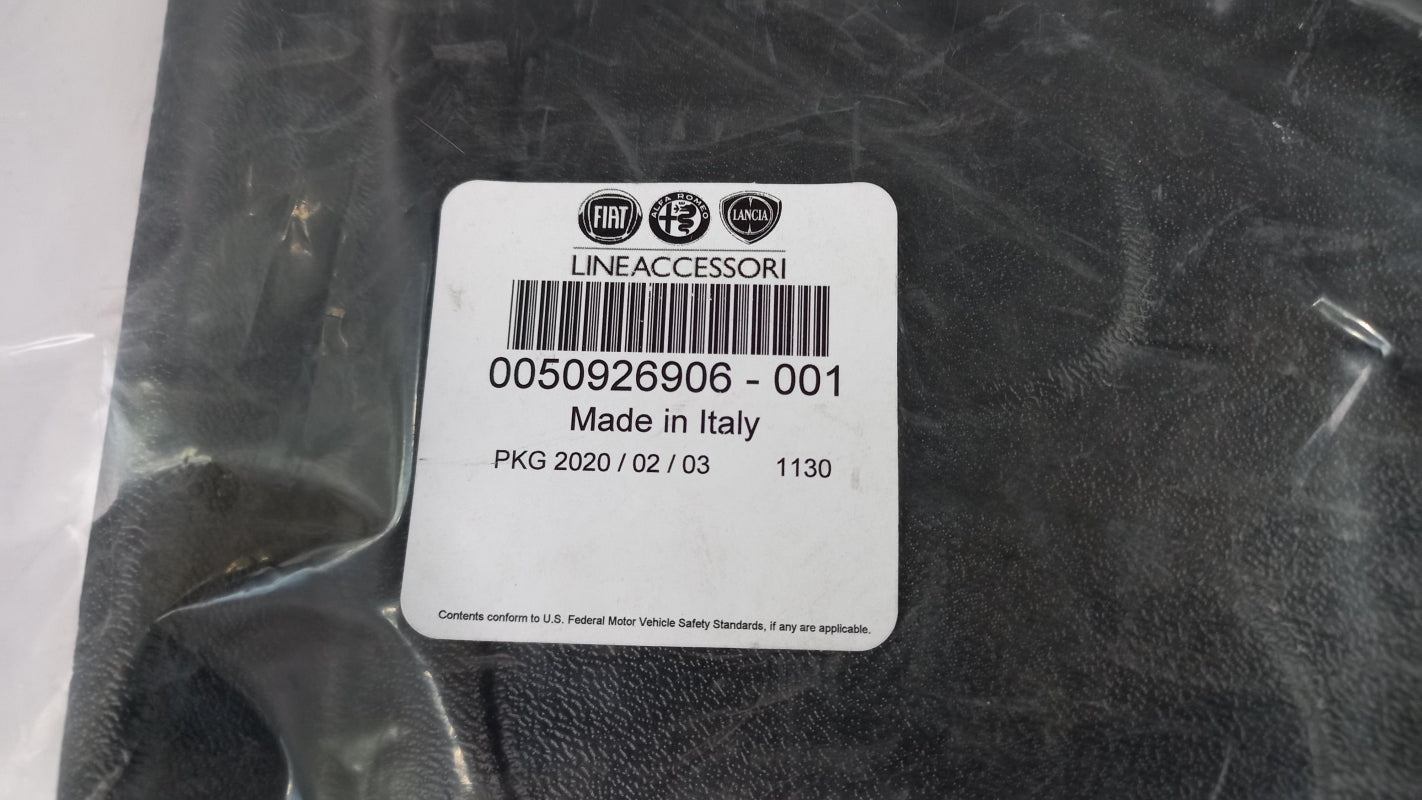 FIAT ALFA ROMEO LANCIA
LINEACCESSORI
0050926906 - 001
Made in Italy
PKG 2020 / 02 / 03 1130
Contents conform to U.S. Federal Motor Vehicle Safety Standards, if any are applicable.